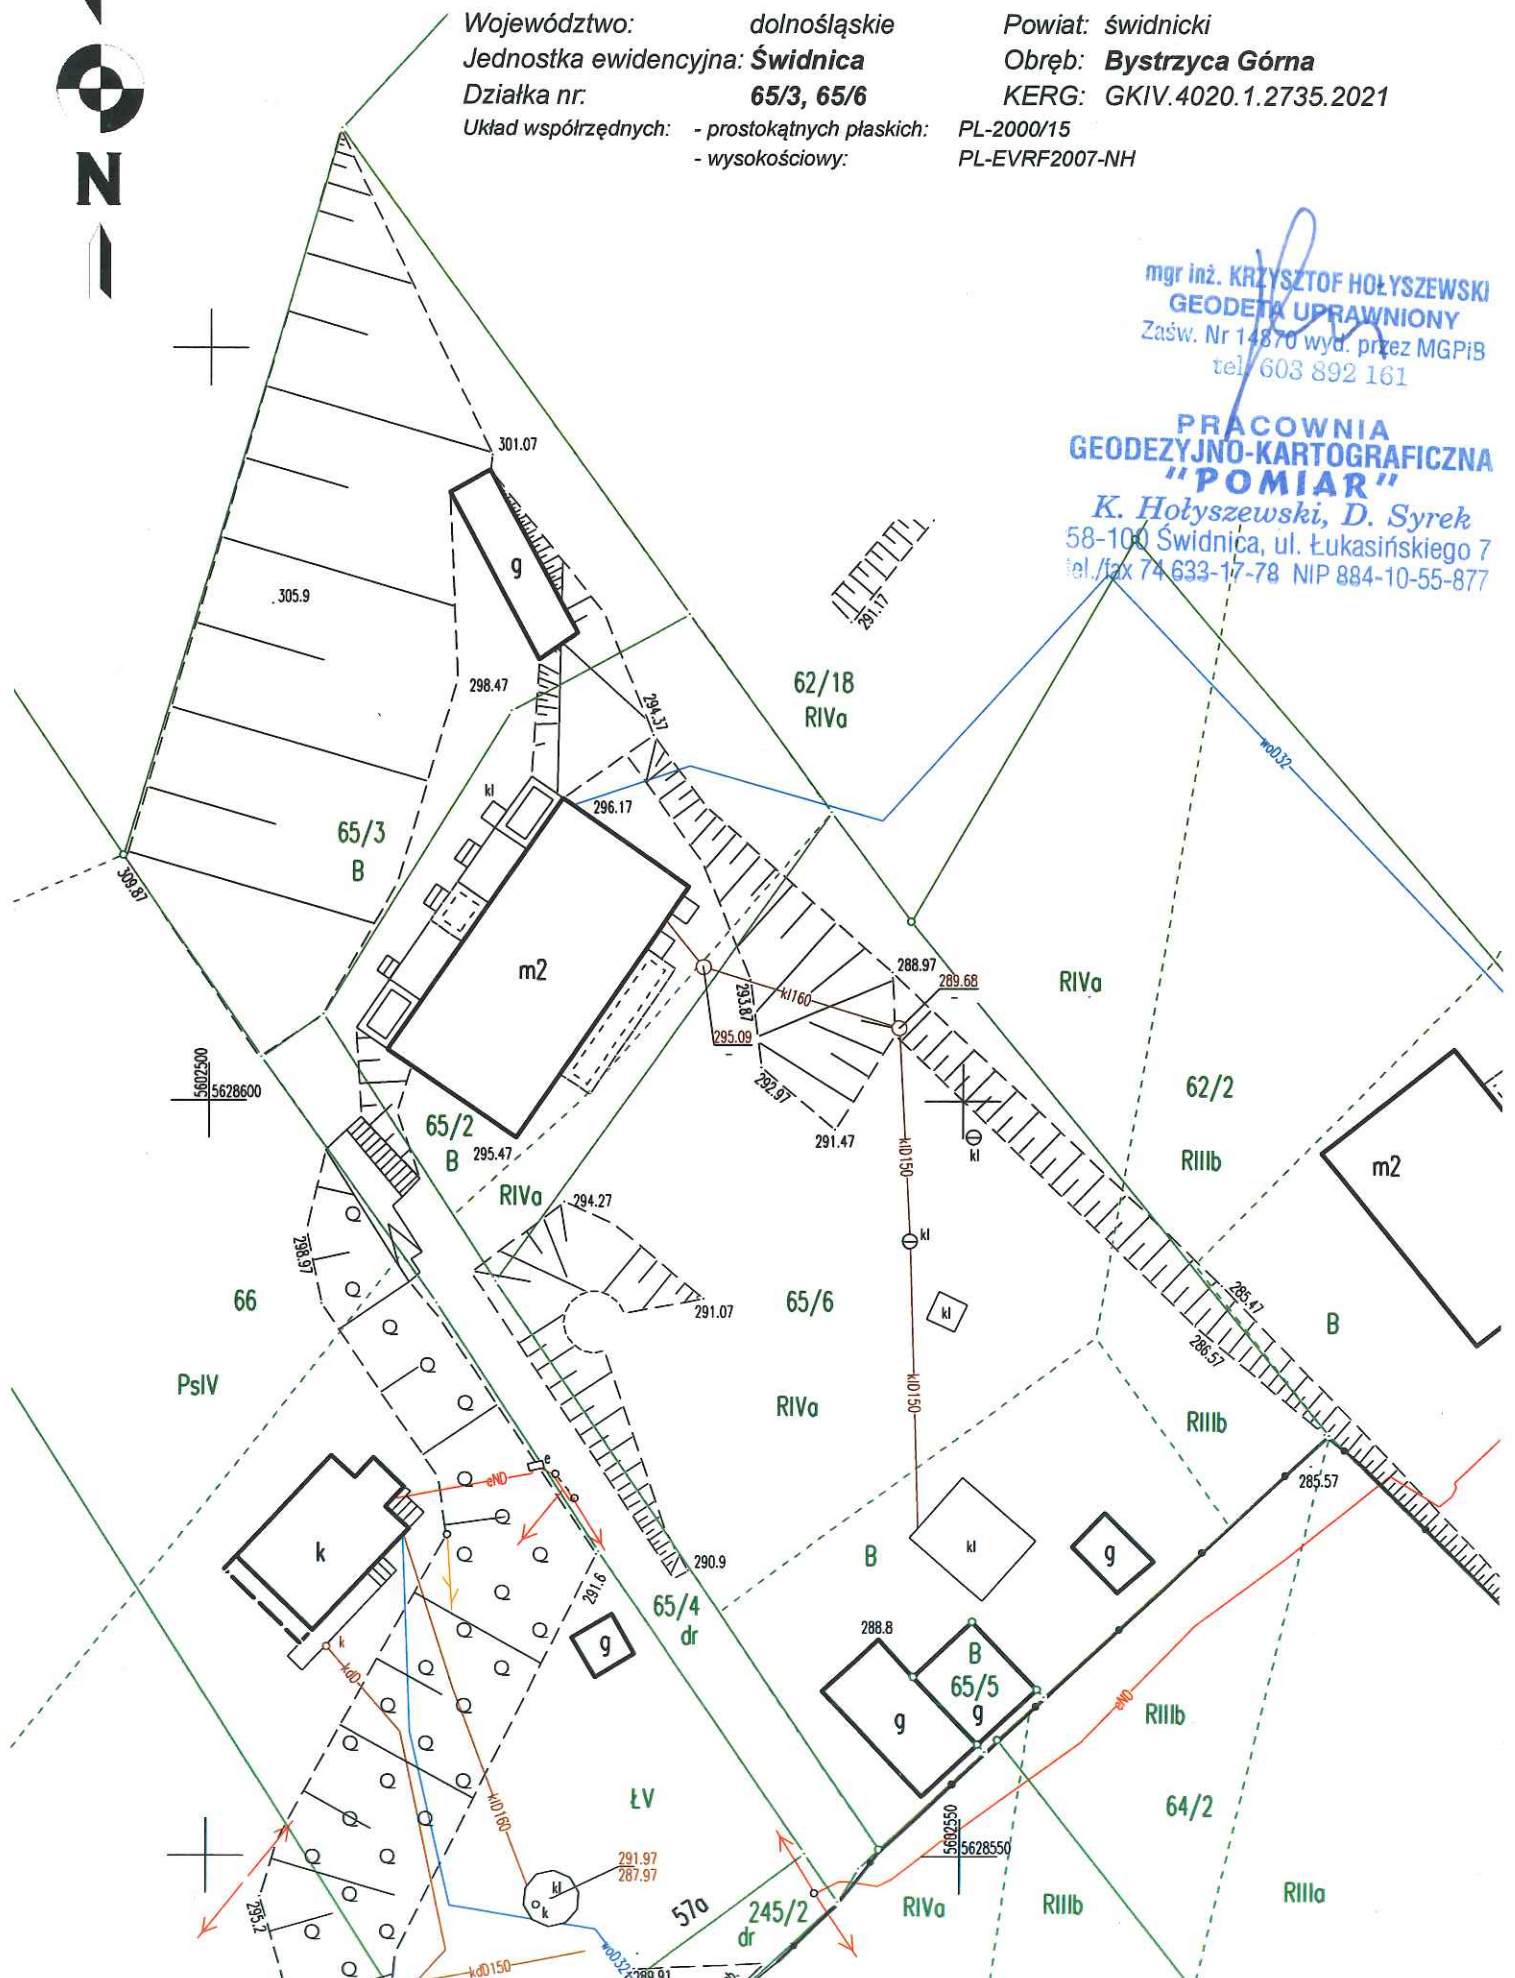 Województwo: dolnośląskie Powiat: świdnicki
Jednostka ewidencyjna: Świdnica Obręb: Bystrzyca Górna
Działka nr: 65/3, 65/6 KERG: GKIV.4020.1.2735.2021
Układ współrzędnych: - prostokątnych płaskich: PL-2000/15
- wysokościowy: PL-EVRF2007-NH
N
mgr inż. KRZYSZTOF HOŁYSZEWSKI
GEODETA UPRAWNIONY
Zaśw. Nr 14870 wyd. przez MGPiB
tel. 603 892 161
PRACOWNIA
GEODEZYJNO-KARTOGRAFICZNA
"POMIAR"
K. Hołyszewski, D. Syrek
58-100 Świdnica, ul. Łukasińskiego 7
tel./fax 74 633-17-78 NIP 884-10-55-877
301.07
g
305.9
291.17
298.47
294.37
62/18
RIVa
woD32
kl
296.17
65/3
B
309.87
m2
288.97
289.68
RIVa
293.87
kl160
295.09
292.97
291.47
5602500
5628600
65/2
B
295.47
RIVa
klD150
kl
62/2
RIIIb
m2
294.27
298.97
kl
66
291.07
65/6
kl
285.47
286.57
B
PsIV
RIVa
klD150
RIIIb
e
eND
285.57
k
B
kl
g
290.9
291.6
65/4
dr
g
288.8
B
65/5
g
g
k
kdD
eND
RIIIb
klD160
ŁV
64/2
5602550
5628550
291.97
287.97
kl
k
295.2
57a
245/2
dr
RIVa
RIIIb
RIIIa
woD32
kdD150
289.91